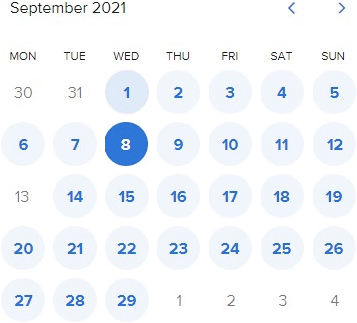 September 2021
MON TUE WED THU FRI SAT SUN
30 31 1 2 3 4 5
6 7 8 9 10 11 12
13 14 15 16 17 18 19
20 21 22 23 24 25 26
27 28 29 1 2 3 4